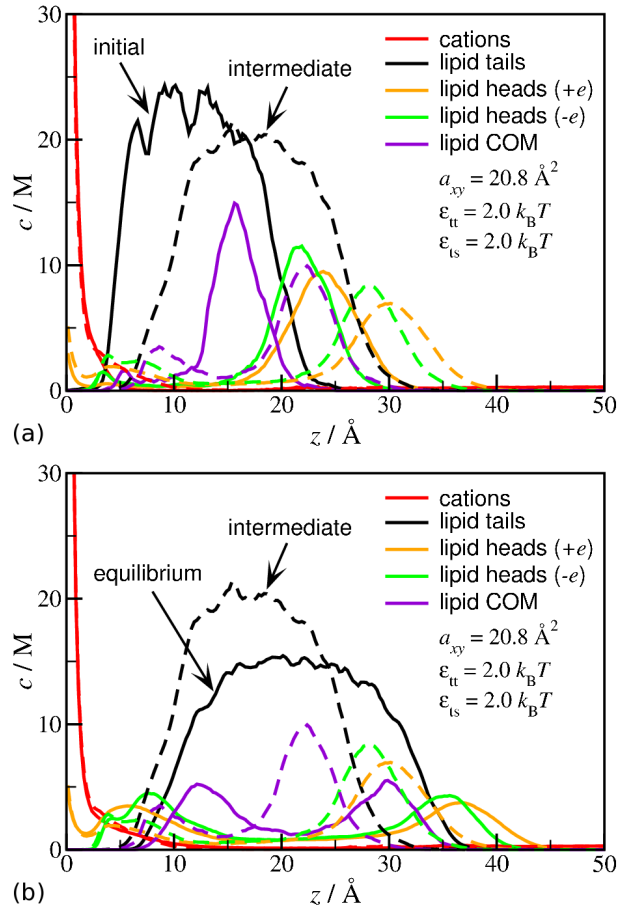 30
20
10
0
c / M
initial
intermediate
cations
lipid tails
lipid heads (+e)
lipid heads (-e)
lipid COM
a_xy = 20.8 Å²
ε_tt = 2.0 k_BT
ε_ts = 2.0 k_BT
0 10 20 30 40 50
(a)
z / Å
30
20
10
0
c / M
intermediate
equilibrium
cations
lipid tails
lipid heads (+e)
lipid heads (-e)
lipid COM
a_xy = 20.8 Å²
ε_tt = 2.0 k_BT
ε_ts = 2.0 k_BT
0 10 20 30 40 50
(b)
z / Å